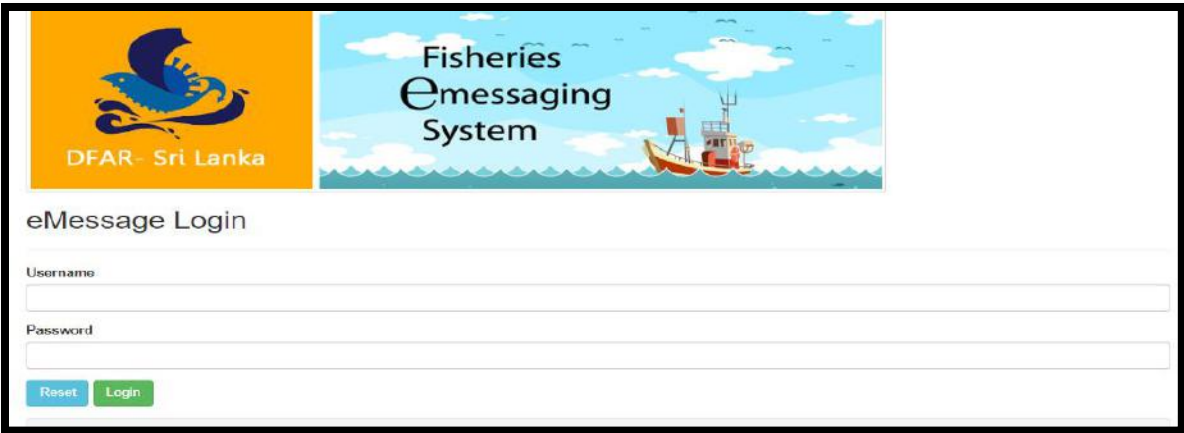 DFAR- Sri Lanka
Fisheries
emessaging
System
eMessage Login
Username
Password
Reset
Login